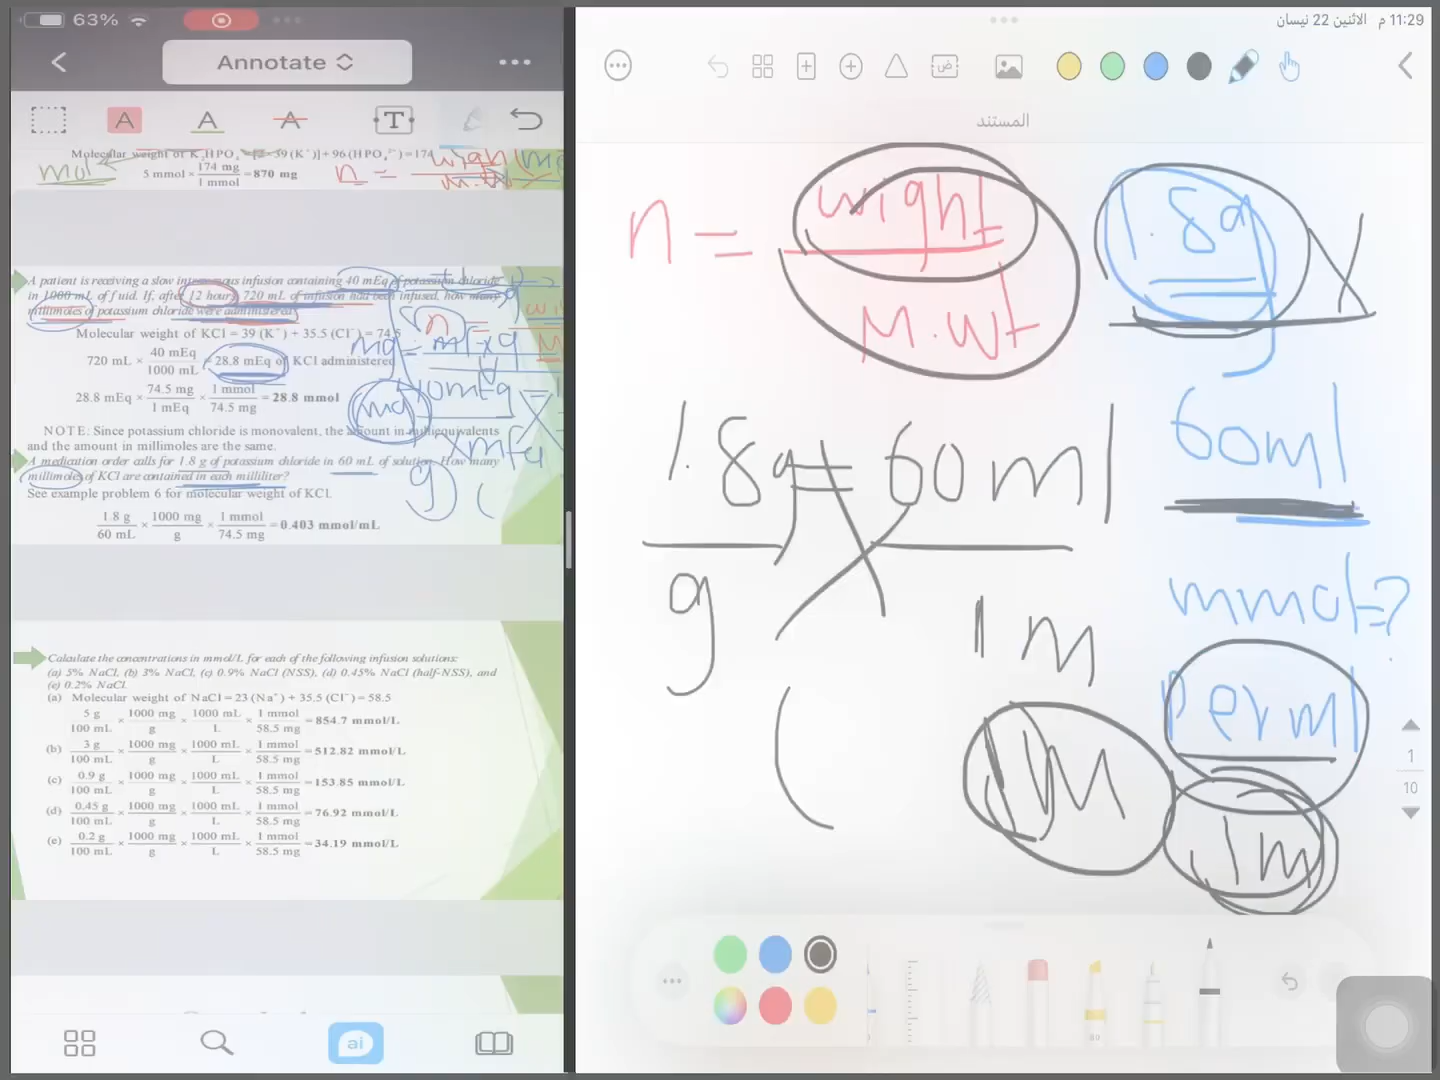 63%
11:29 م الاثنين 22 نيسان
Annotate
المستند
Molecular weight of K2HPO4 = [2 × 39 (K+)] + 96 (HPO4 2−) = 174
5 mmol × 174 mg / 1 mmol = 870 mg
mol
n =
A patient is receiving a slow intravenous infusion containing 40 mEq of potassium chloride
in 1000 mL of fluid. If, after 12 hours, 720 mL of infusion had been infused, how many
millimoles of potassium chloride were administered?
Molecular weight of KCl = 39 (K+) + 35.5 (Cl−) = 74.5
720 mL × 40 mEq / 1000 mL = 28.8 mEq of KCl administered
28.8 mEq × 74.5 mg / 1 mEq × 1 mmol / 74.5 mg = 28.8 mmol
NOTE: Since potassium chloride is monovalent, the amount in milliequivalents
and the amount in millimoles are the same.
A medication order calls for 1.8 g of potassium chloride in 60 mL of solution. How many
millimoles of KCl are contained in each milliliter?
See example problem 6 for molecular weight of KCl.
1.8 g / 60 mL × 1000 mg / g × 1 mmol / 74.5 mg = 0.403 mmol/mL
Calculate the concentrations in mmol/L for each of the following infusion solutions:
(a) 5% NaCl, (b) 3% NaCl, (c) 0.9% NaCl (NSS), (d) 0.45% NaCl (half-NSS), and
(e) 0.2% NaCl.
(a) Molecular weight of NaCl = 23 (Na+) + 35.5 (Cl−) = 58.5
5 g / 100 mL × 1000 mg / g × 1000 mL / L × 1 mmol / 58.5 mg = 854.7 mmol/L
(b) 3 g / 100 mL × 1000 mg / g × 1000 mL / L × 1 mmol / 58.5 mg = 512.82 mmol/L
(c) 0.9 g / 100 mL × 1000 mg / g × 1000 mL / L × 1 mmol / 58.5 mg = 153.85 mmol/L
(d) 0.45 g / 100 mL × 1000 mg / g × 1000 mL / L × 1 mmol / 58.5 mg = 76.92 mmol/L
(e) 0.2 g / 100 mL × 1000 mg / g × 1000 mL / L × 1 mmol / 58.5 mg = 34.19 mmol/L
ai
n = wight / M.wt
1.8g
X
1.8g = 60ml
60ml
g
mmol=?
1 m
per ml
1m
1
10
80